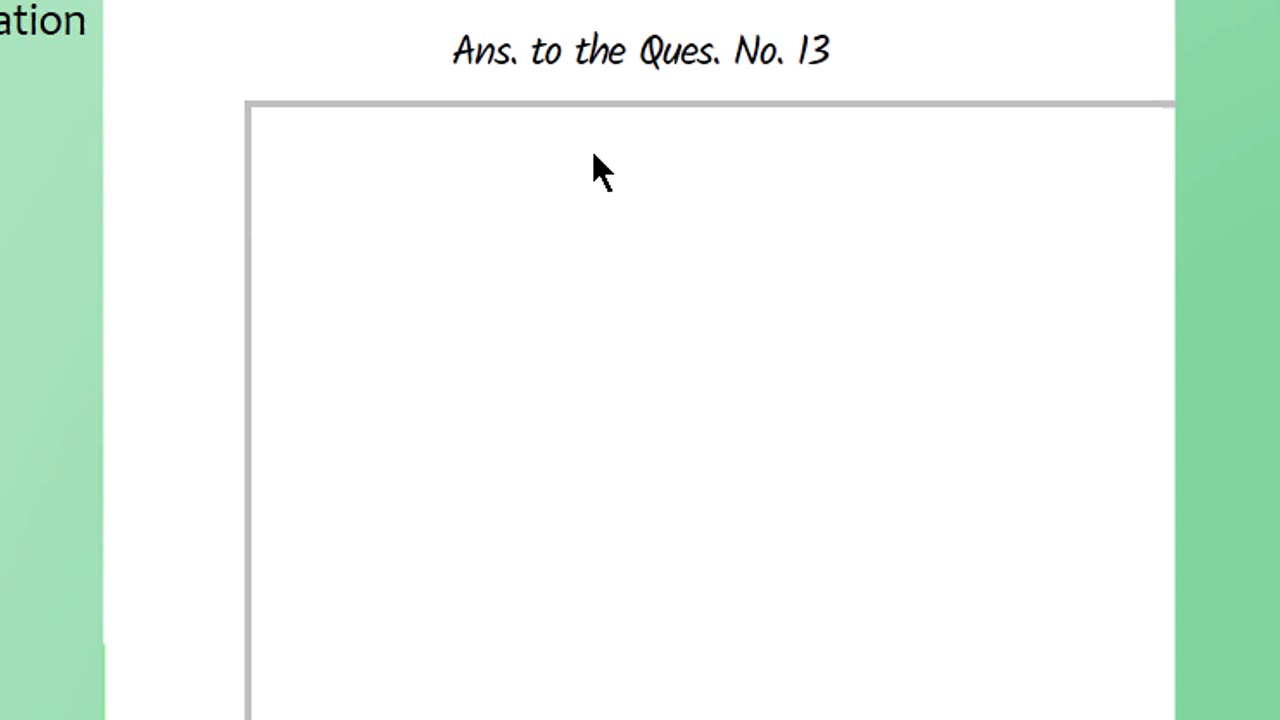 ation
Ans. to the Ques. No. 13